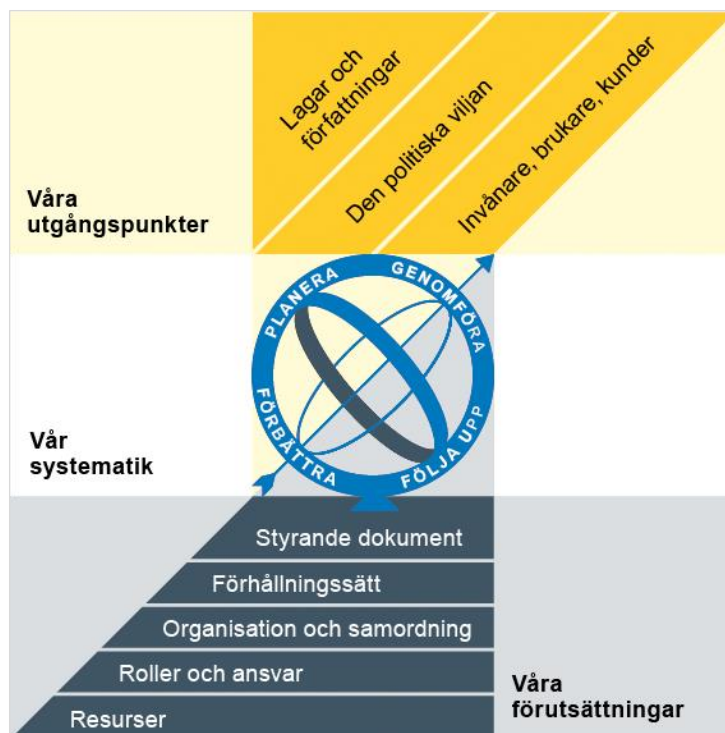 Lagar och
författningar
Den politiska viljan
Invånare, brukare, kunder
Våra
utgångspunkter
PLANERA
GENOMFÖRA
FÖLJA UPP
FÖRBÄTTRA
Vår
systematik
Styrande dokument
Förhållningssätt
Organisation och samordning
Roller och ansvar
Resurser
Våra
förutsättningar